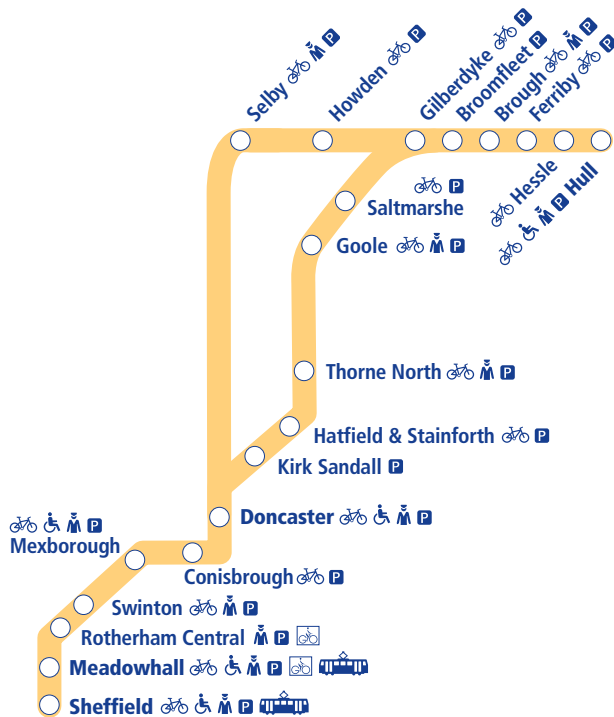 Selby P
Howden P
Gilberdyke P
Broomfleet P
Brough P
Ferriby P
Hessle
P Hull
P
Saltmarshe
Goole P
Thorne North P
Hatfield & Stainforth P
Kirk Sandall P
Doncaster P
P
Mexborough
Conisbrough P
Swinton P
Rotherham Central P
Meadowhall P
Sheffield P